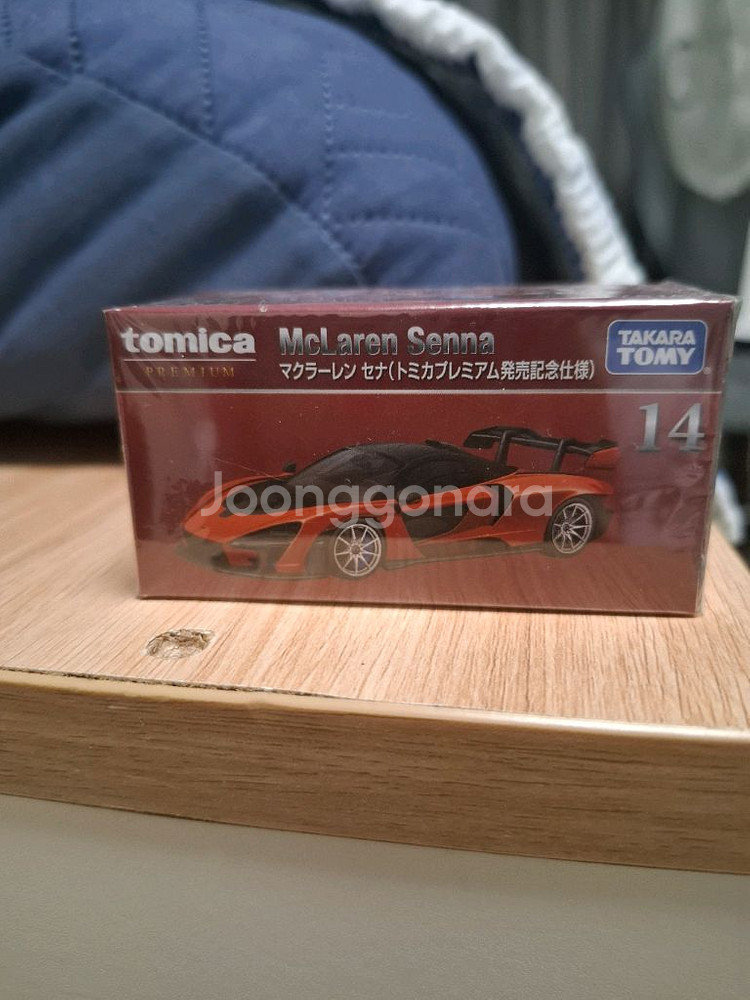 tomica
PREMIUM
McLaren Senna
マクラーレン セナ(トミカプレミアム発売記念仕様)
TAKARA
TOMY
14
Joonggonara